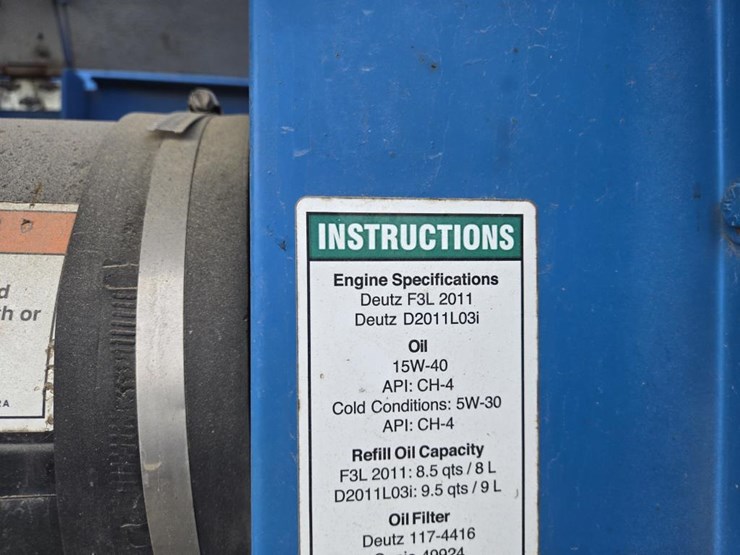 INSTRUCTIONS
Engine Specifications
Deutz F3L 2011
Deutz D2011L03i
Oil
15W-40
API: CH-4
Cold Conditions: 5W-30
API: CH-4
Refill Oil Capacity
F3L 2011: 8.5 qts / 8 L
D2011L03i: 9.5 qts / 9 L
Oil Filter
Deutz 117-4416
49924
d
h or